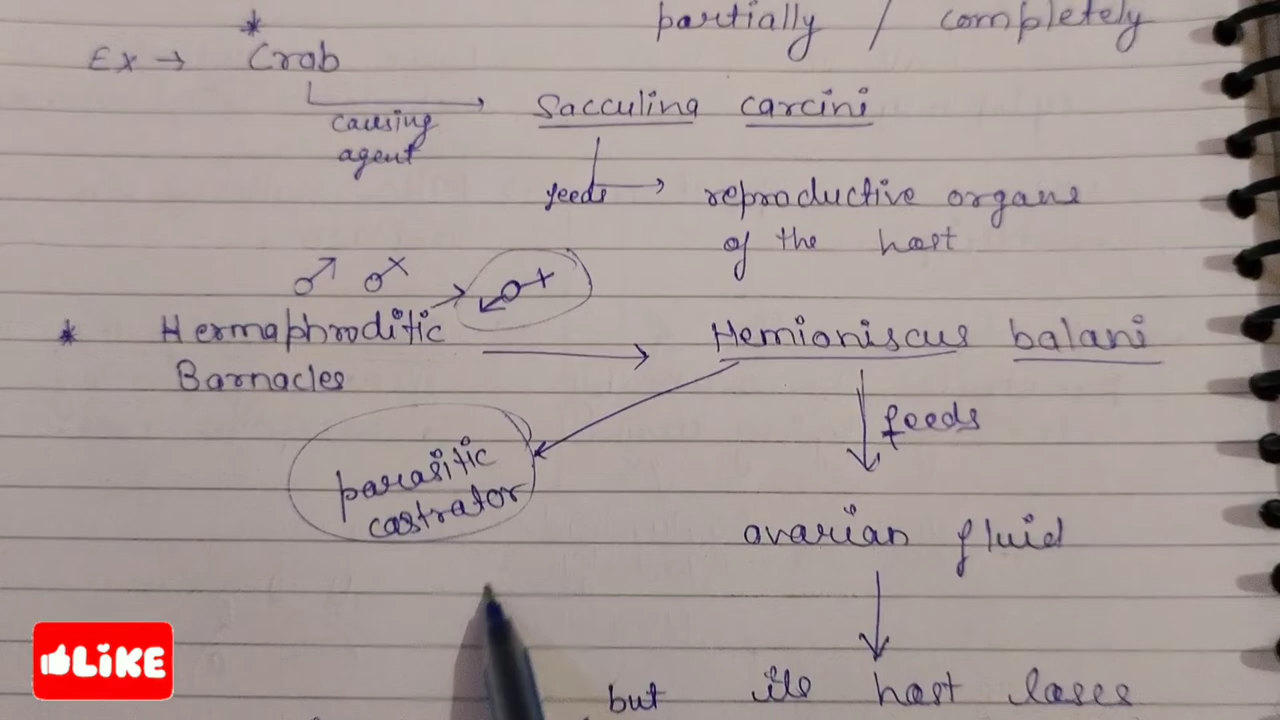 partially / completely
* Ex → Crab
causing agent → Sacculina carcini
feeds → reproductive organs
of the host
♂ ♀
* Hermaphroditic → Hemioniscus balani
Barnacles
feeds
parasitic
castrator
ovarian fluid
but its host loses
LIKE